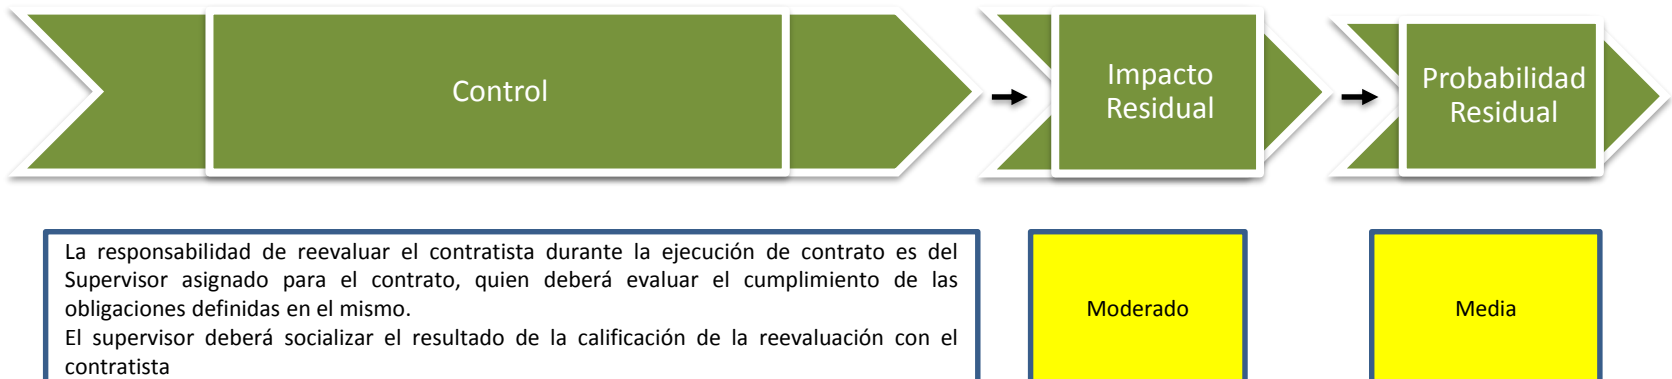 Control
Impacto
Residual
Probabilidad
Residual
La responsabilidad de reevaluar el contratista durante la ejecución de contrato es del
Supervisor asignado para el contrato, quien deberá evaluar el cumplimiento de las
obligaciones definidas en el mismo.
El supervisor deberá socializar el resultado de la calificación de la reevaluación con el
contratista
Moderado
Media